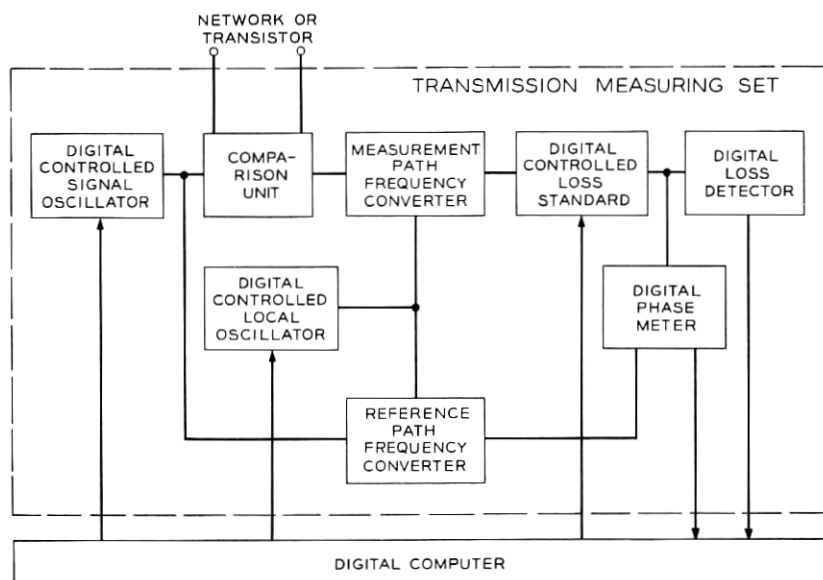 NETWORK OR
TRANSISTOR
TRANSMISSION MEASURING SET
DIGITAL
CONTROLLED
SIGNAL
OSCILLATOR
COMPA-
RISON
UNIT
MEASUREMENT
PATH
FREQUENCY
CONVERTER
DIGITAL
CONTROLLED
LOSS
STANDARD
DIGITAL
LOSS
DETECTOR
DIGITAL
CONTROLLED
LOCAL
OSCILLATOR
DIGITAL
PHASE
METER
REFERENCE
PATH
FREQUENCY
CONVERTER
DIGITAL COMPUTER